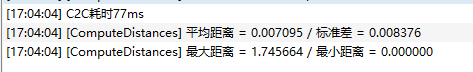 [17:04:04] C2C耗时77ms
[17:04:04] [ComputeDistances] 平均距离 = 0.007095 / 标准差 = 0.008376
[17:04:04] [ComputeDistances] 最大距离 = 1.745664 / 最小距离 = 0.000000